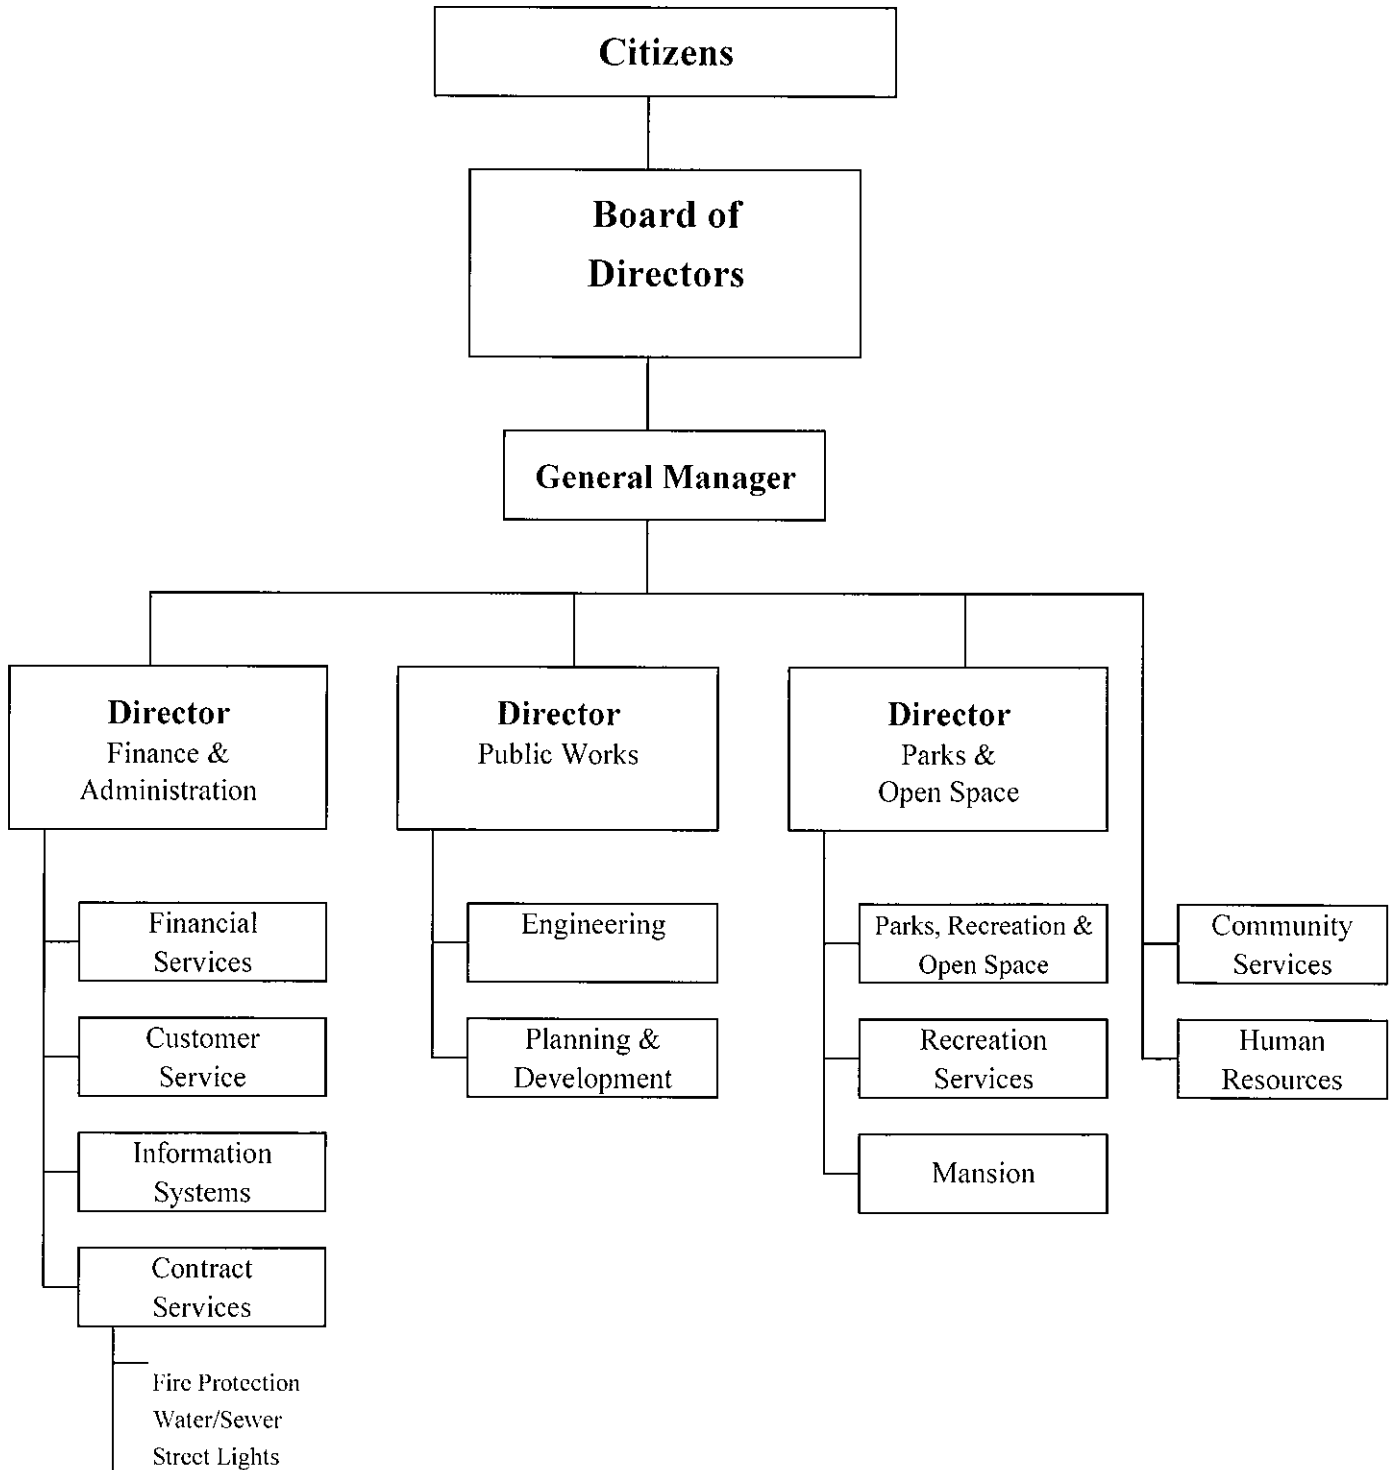 Citizens
Board of
Directors
General Manager
Director
Finance &
Administration
Director
Public Works
Director
Parks &
Open Space
Financial
Services
Customer
Service
Information
Systems
Contract
Services
Fire Protection
Water/Sewer
Street Lights
Engineering
Planning &
Development
Parks, Recreation &
Open Space
Recreation
Services
Mansion
Community
Services
Human
Resources